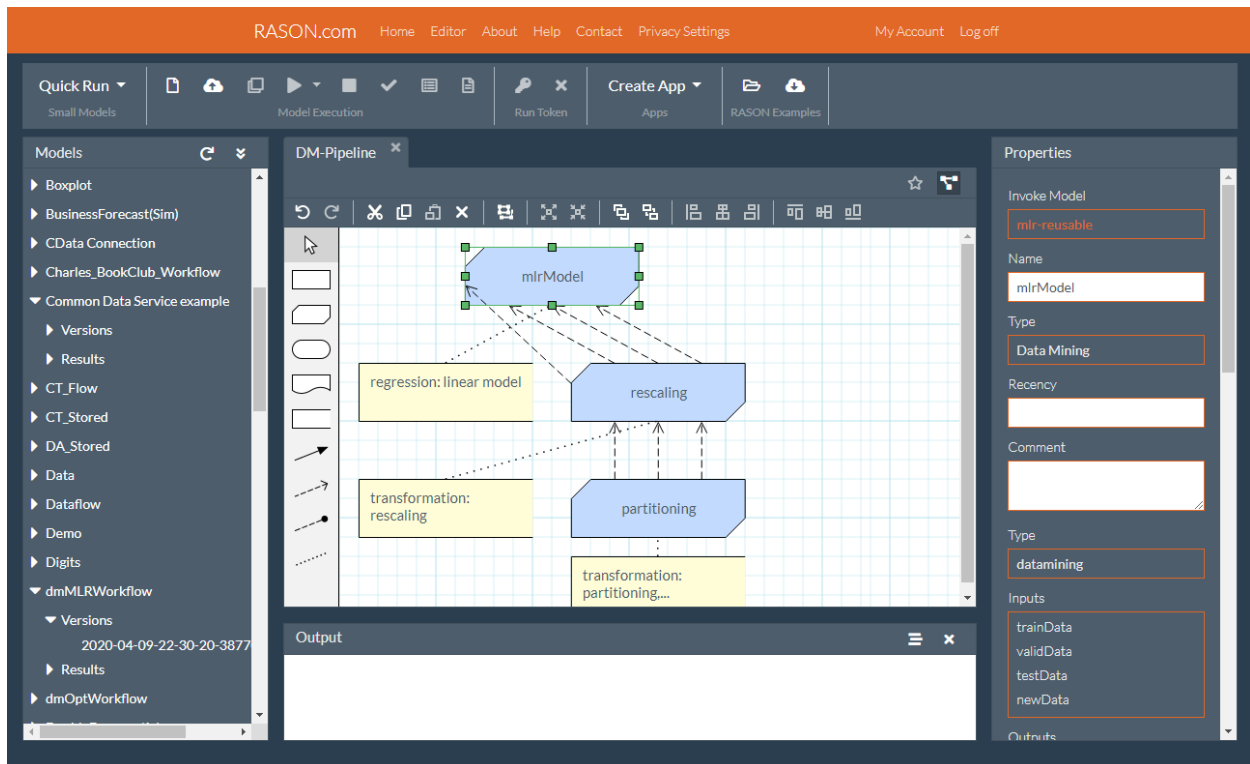 RASON.com Home Editor About Help Contact Privacy Settings My Account Log off
Quick Run Create App
Small Models Model Execution Run Token Apps RASON Examples
Models
Boxplot
BusinessForecast(Sim)
CData Connection
Charles_BookClub_Workflow
Common Data Service example
Versions
Results
CT_Flow
CT_Stored
DA_Stored
Data
Dataflow
Demo
Digits
dmMLRWorkflow
Versions
2020-04-09-22-30-20-3877
Results
dmOptWorkflow
DM-Pipeline
mlrModel
regression: linear model
rescaling
transformation:
rescaling
partitioning
transformation:
partitioning,...
Output
Properties
Invoke Model
mlr-reusable
Name
mlrModel
Type
Data Mining
Recency
Comment
Type
datamining
Inputs
trainData
validData
testData
newData
Outputs